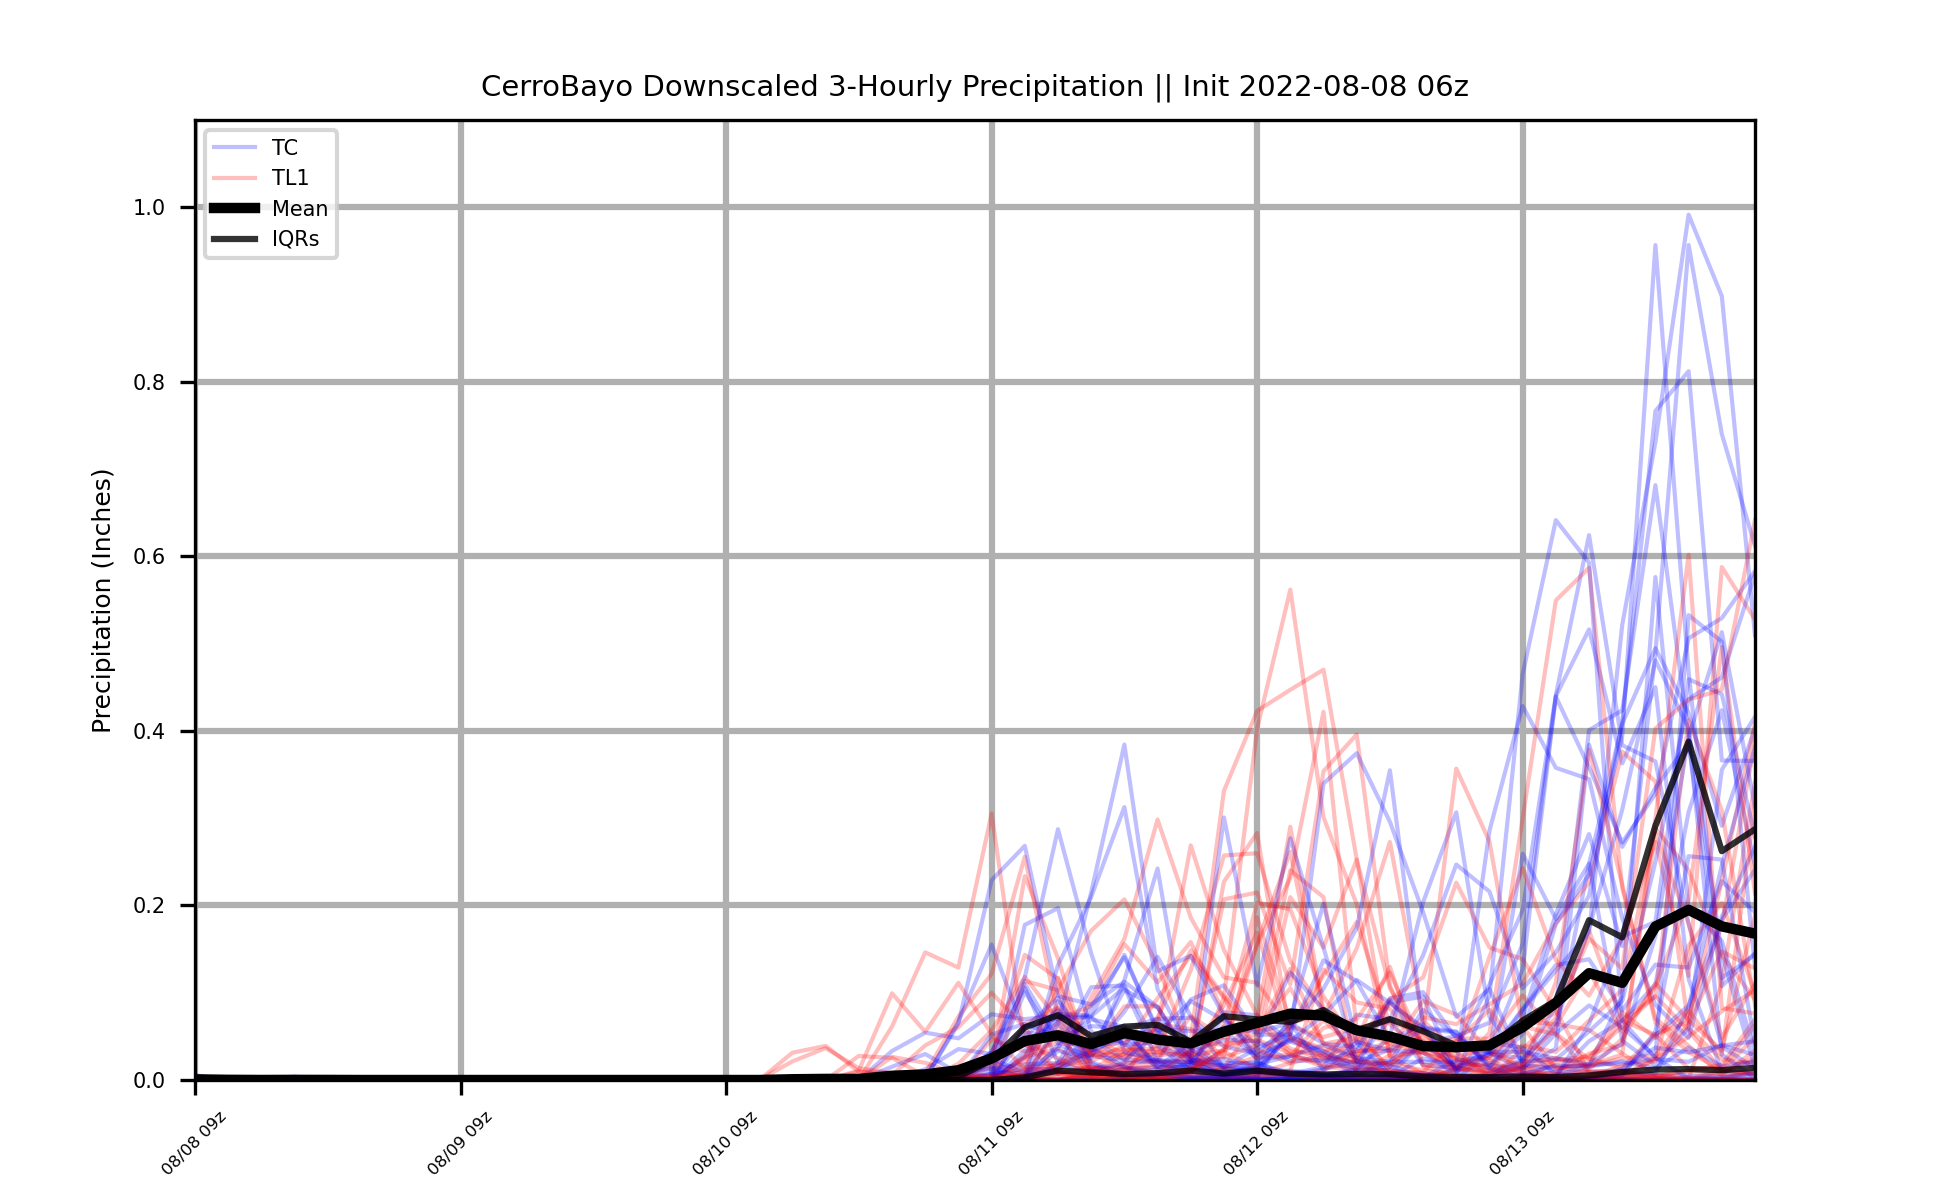 CerroBayo Downscaled 3-Hourly Precipitation || Init 2022-08-08 06z
TC
TL1
Mean
IQRs
Precipitation (Inches)
1.0
0.8
0.6
0.4
0.2
0.0
08/08 09z
08/09 09z
08/10 09z
08/11 09z
08/12 09z
08/13 09z